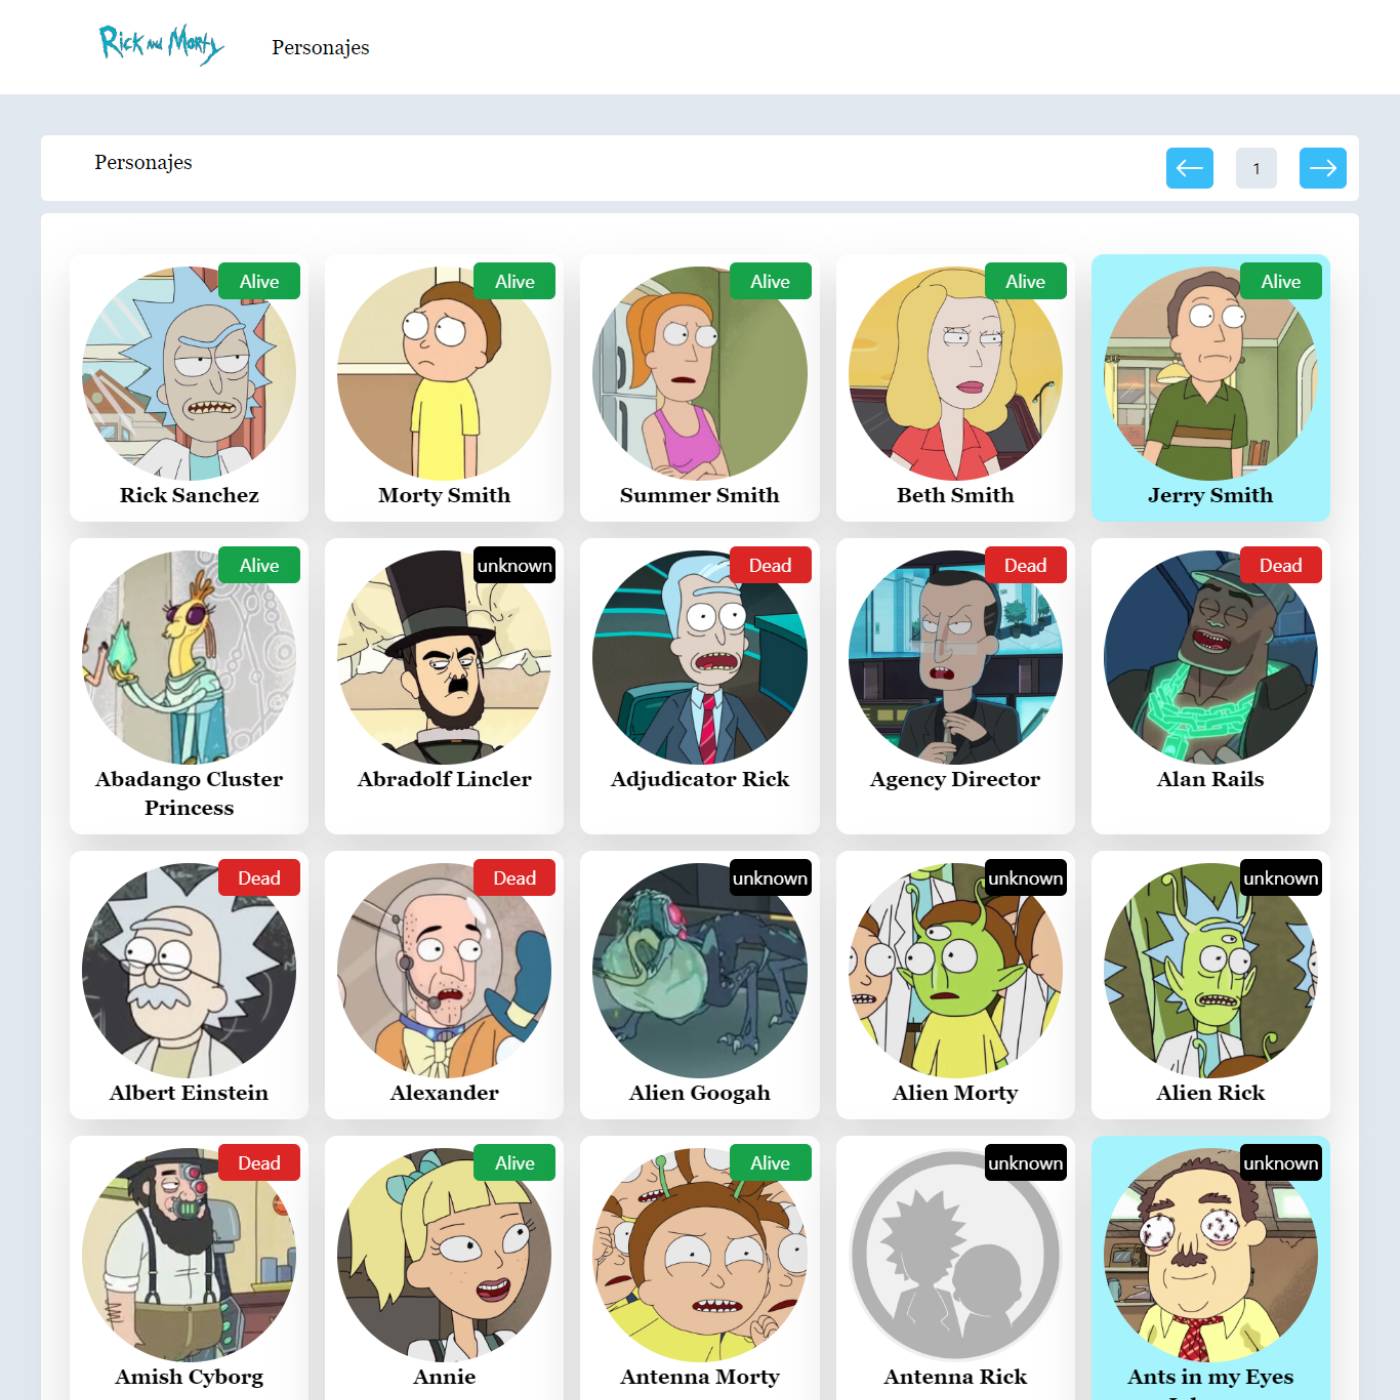 Rick and Morty
Personajes
Personajes
1
Alive
Alive
Alive
Alive
Alive
Rick Sanchez
Morty Smith
Summer Smith
Beth Smith
Jerry Smith
Alive
unknown
Dead
Dead
Dead
Abadango Cluster
Princess
Abradolf Lincler
Adjudicator Rick
Agency Director
Alan Rails
Dead
Dead
unknown
unknown
unknown
Albert Einstein
Alexander
Alien Googah
Alien Morty
Alien Rick
Dead
Alive
Alive
unknown
unknown
Amish Cyborg
Annie
Antenna Morty
Antenna Rick
Ants in my Eyes